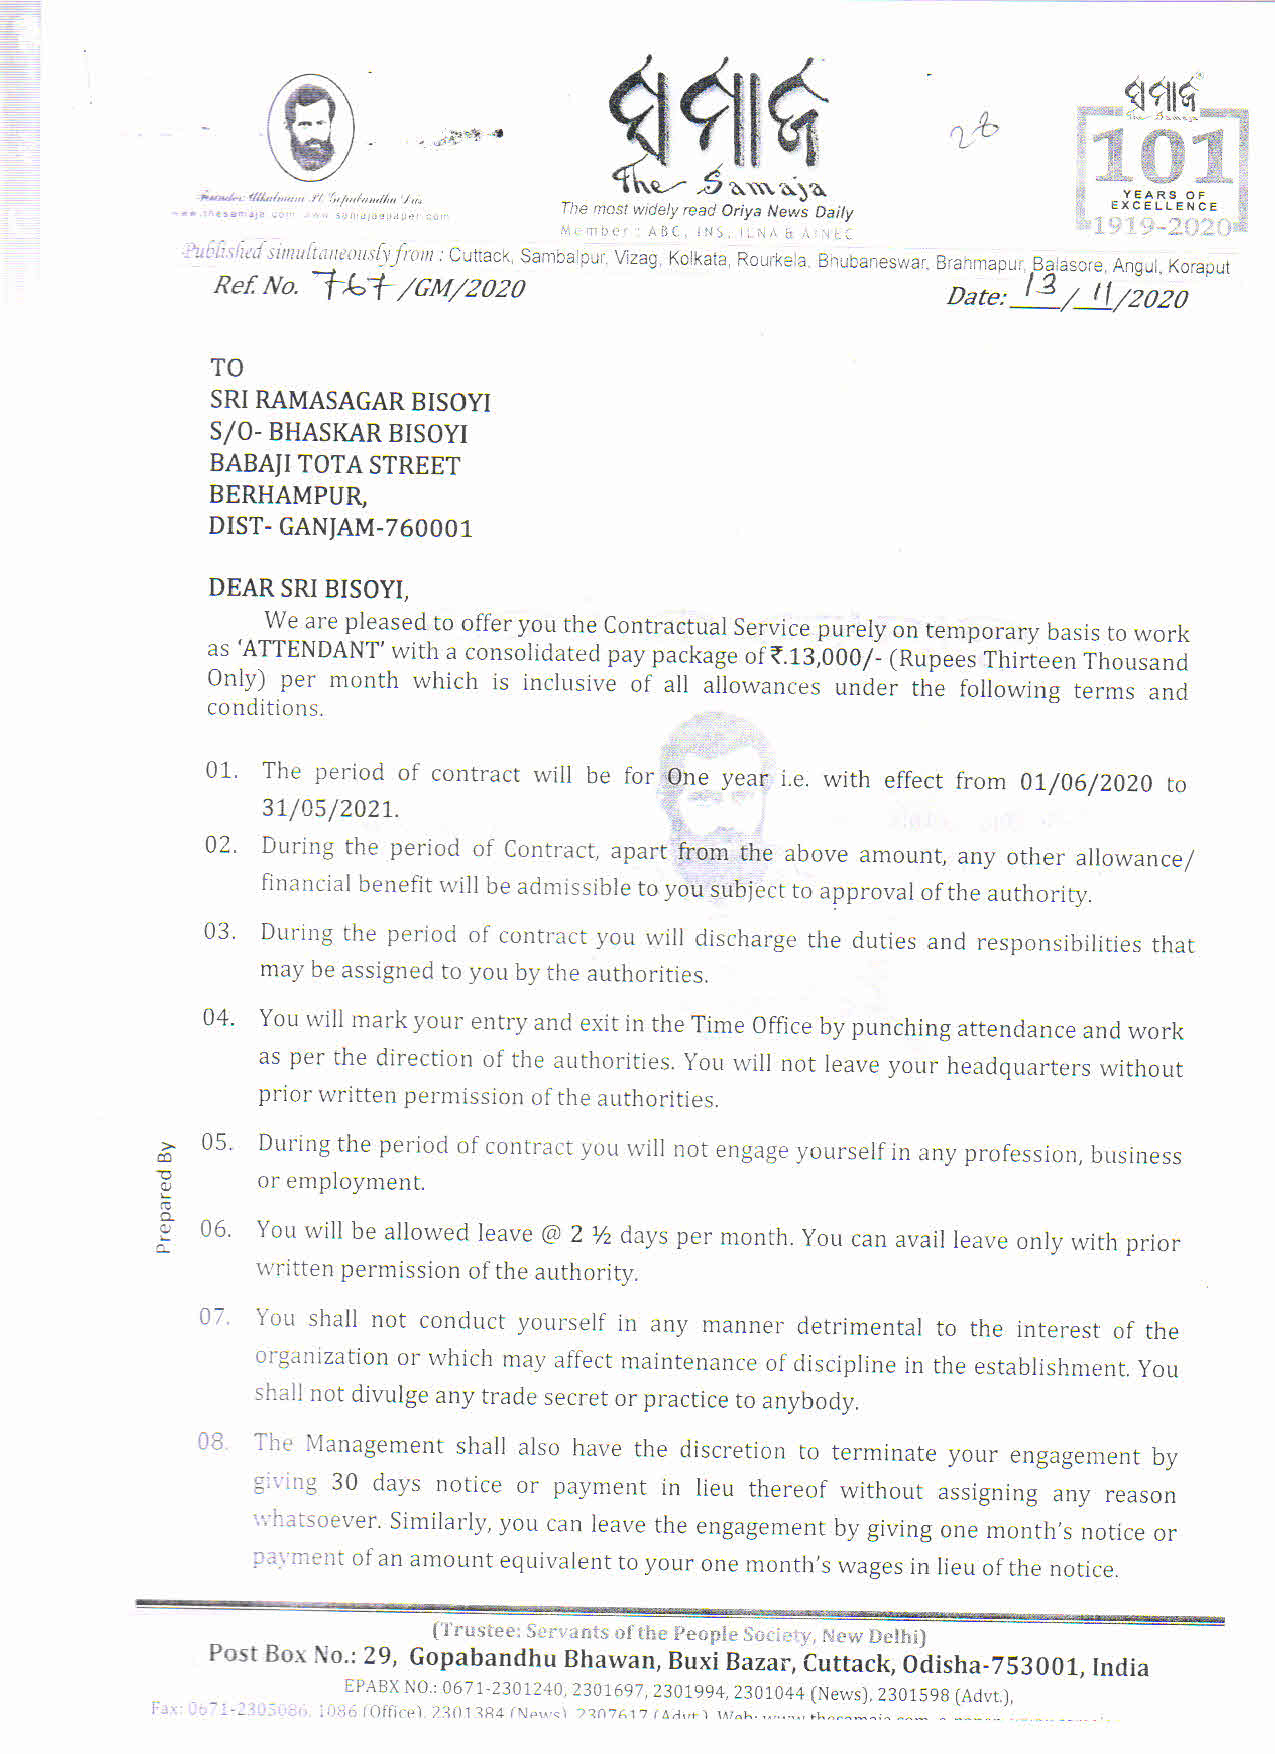 ସମାଜ
The Samaja
The most widely read Oriya News Daily
Member : ABC, INS, ILNA & AINEC
28
ସମାଜ
The Samaja
101
YEARS OF
EXCELLENCE
1919-2020
Utkalmani Pt. Gopabandhu Das
www.thesamaja.com
Published simultaneously from : Cuttack, Sambalpur, Vizag, Kolkata, Rourkela, Bhubaneswar, Brahmapur, Balasore, Angul, Koraput
Ref. No. 767 /GM/2020
Date: 13 / 11 /2020
TO
SRI RAMASAGAR BISOYI
S/O- BHASKAR BISOYI
BABAJI TOTA STREET
BERHAMPUR,
DIST- GANJAM-760001
DEAR SRI BISOYI,
We are pleased to offer you the Contractual Service purely on temporary basis to work
as ‘ATTENDANT’ with a consolidated pay package of ₹.13,000/- (Rupees Thirteen Thousand
Only) per month which is inclusive of all allowances under the following terms and
conditions.
01. The period of contract will be for One year i.e. with effect from 01/06/2020 to
31/05/2021.
02. During the period of Contract, apart from the above amount, any other allowance/
financial benefit will be admissible to you subject to approval of the authority.
03. During the period of contract you will discharge the duties and responsibilities that
may be assigned to you by the authorities.
04. You will mark your entry and exit in the Time Office by punching attendance and work
as per the direction of the authorities. You will not leave your headquarters without
prior written permission of the authorities.
Prepared By
05. During the period of contract you will not engage yourself in any profession, business
or employment.
06. You will be allowed leave @ 2 ½ days per month. You can avail leave only with prior
written permission of the authority.
07. You shall not conduct yourself in any manner detrimental to the interest of the
organization or which may affect maintenance of discipline in the establishment. You
shall not divulge any trade secret or practice to anybody.
08. The Management shall also have the discretion to terminate your engagement by
giving 30 days notice or payment in lieu thereof without assigning any reason
whatsoever. Similarly, you can leave the engagement by giving one month’s notice or
payment of an amount equivalent to your one month’s wages in lieu of the notice.
(Trustee: Servants of the People Society, New Delhi)
Post Box No.: 29, Gopabandhu Bhawan, Buxi Bazar, Cuttack, Odisha-753001, India
EPABX NO.: 0671-2301240, 2301697, 2301994, 2301044 (News), 2301598 (Advt.),
Fax: 0671-2305086, 1086 (Office), 2301384 (News) 2307617 (Advt.) Web: